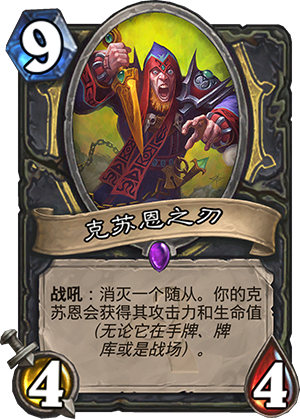 9
克苏恩之刃
战吼：消灭一个随从。你的克
苏恩会获得其攻击力和生命值
（无论它在手牌、牌
库或是战场）。
4
4